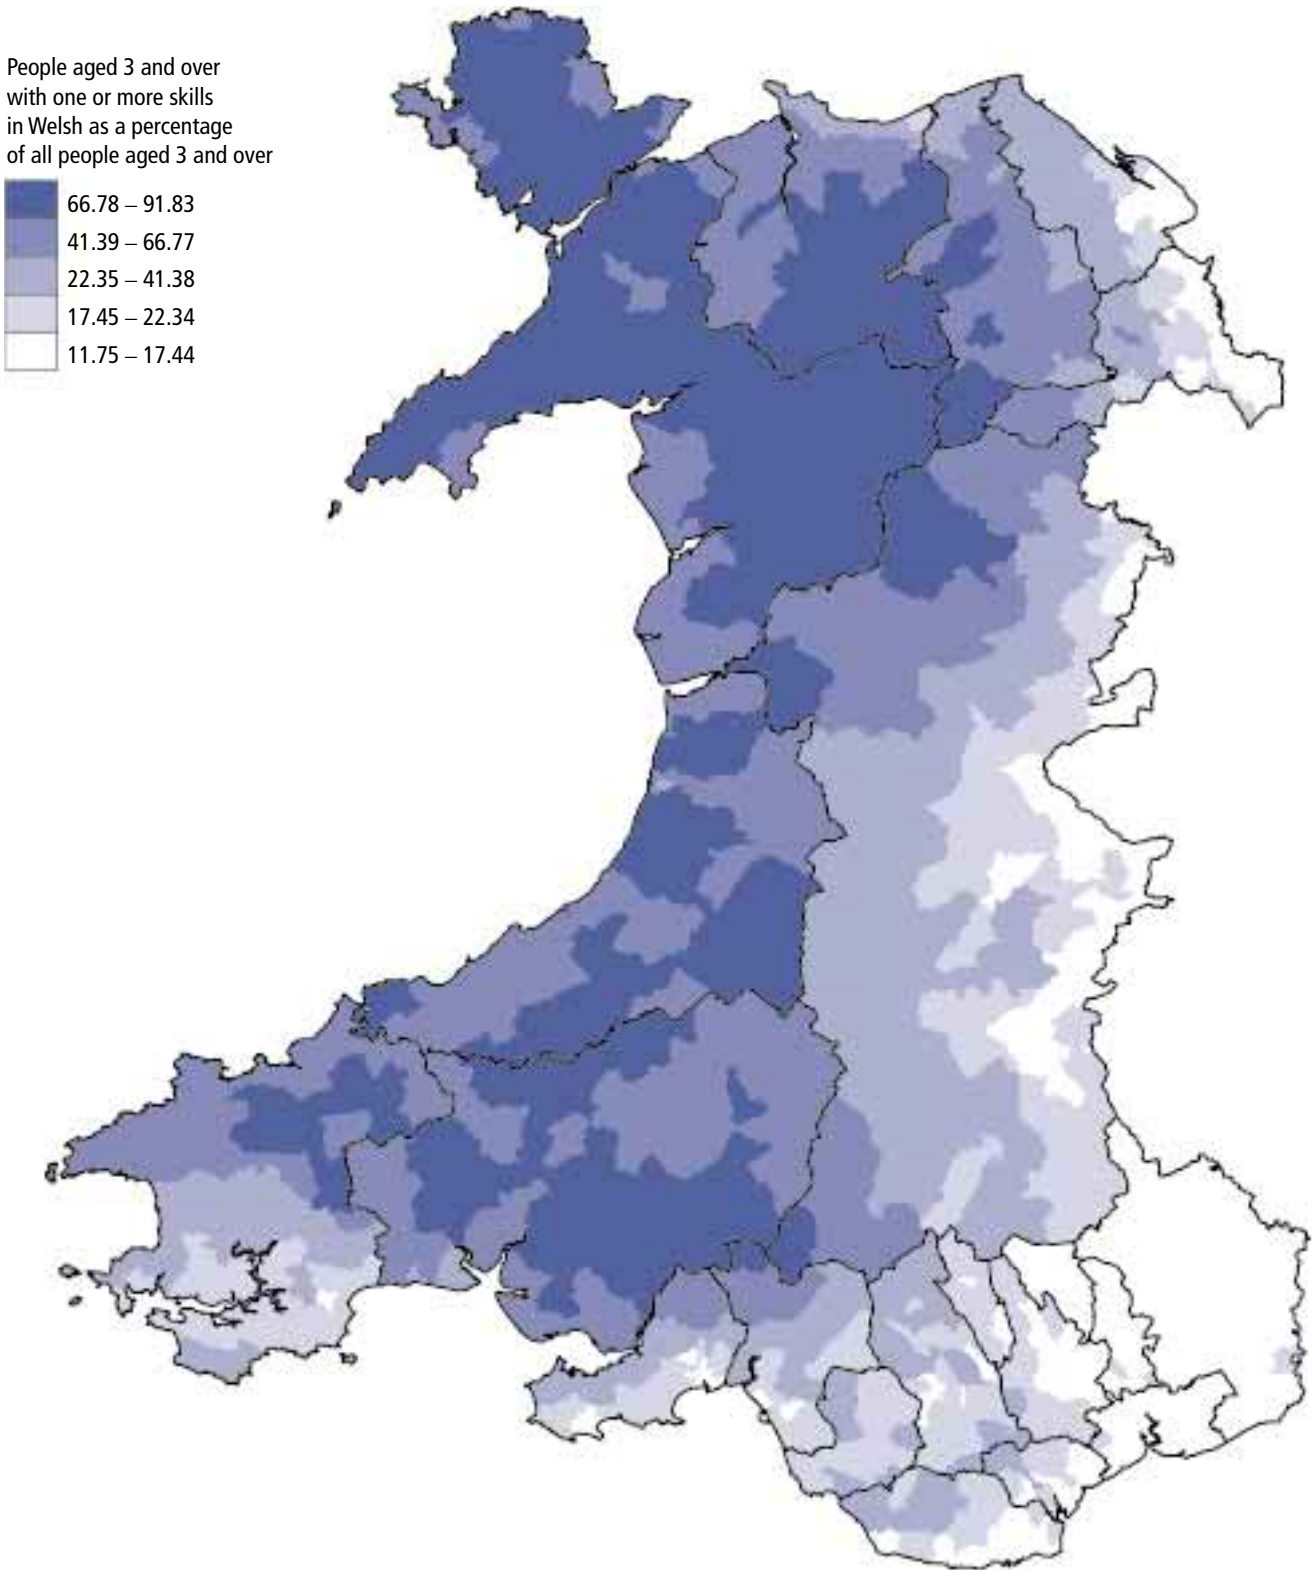 People aged 3 and over
with one or more skills
in Welsh as a percentage
of all people aged 3 and over
66.78 – 91.83
41.39 – 66.77
22.35 – 41.38
17.45 – 22.34
11.75 – 17.44